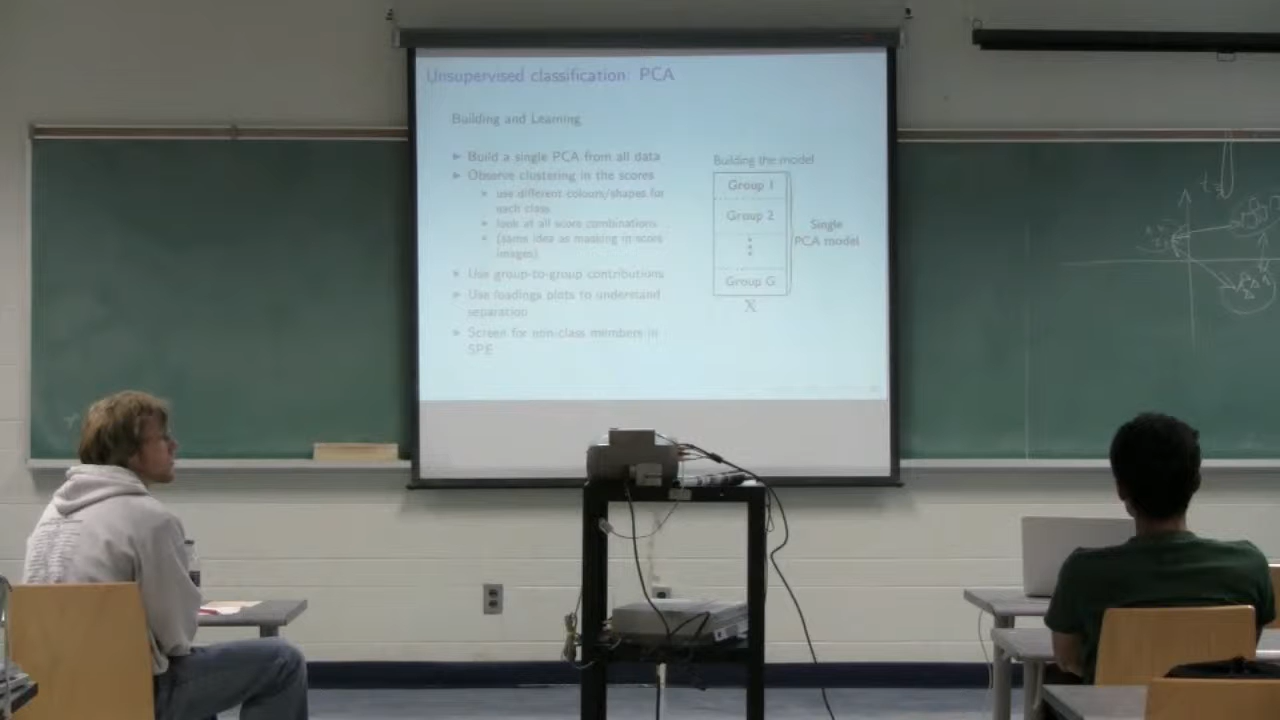 Unsupervised classification: PCA
Building and Learning
Build a single PCA from all data
Observe clustering in the scores
use different colours/shapes for
each class
look at all score combinations
(same idea as masking in score
images)
Use group-to-group contributions
Use loadings plots to understand
separation
Screen for non-class members in
SPE
Building the model
Group 1
Group 2
Group G
X
Single
PCA model